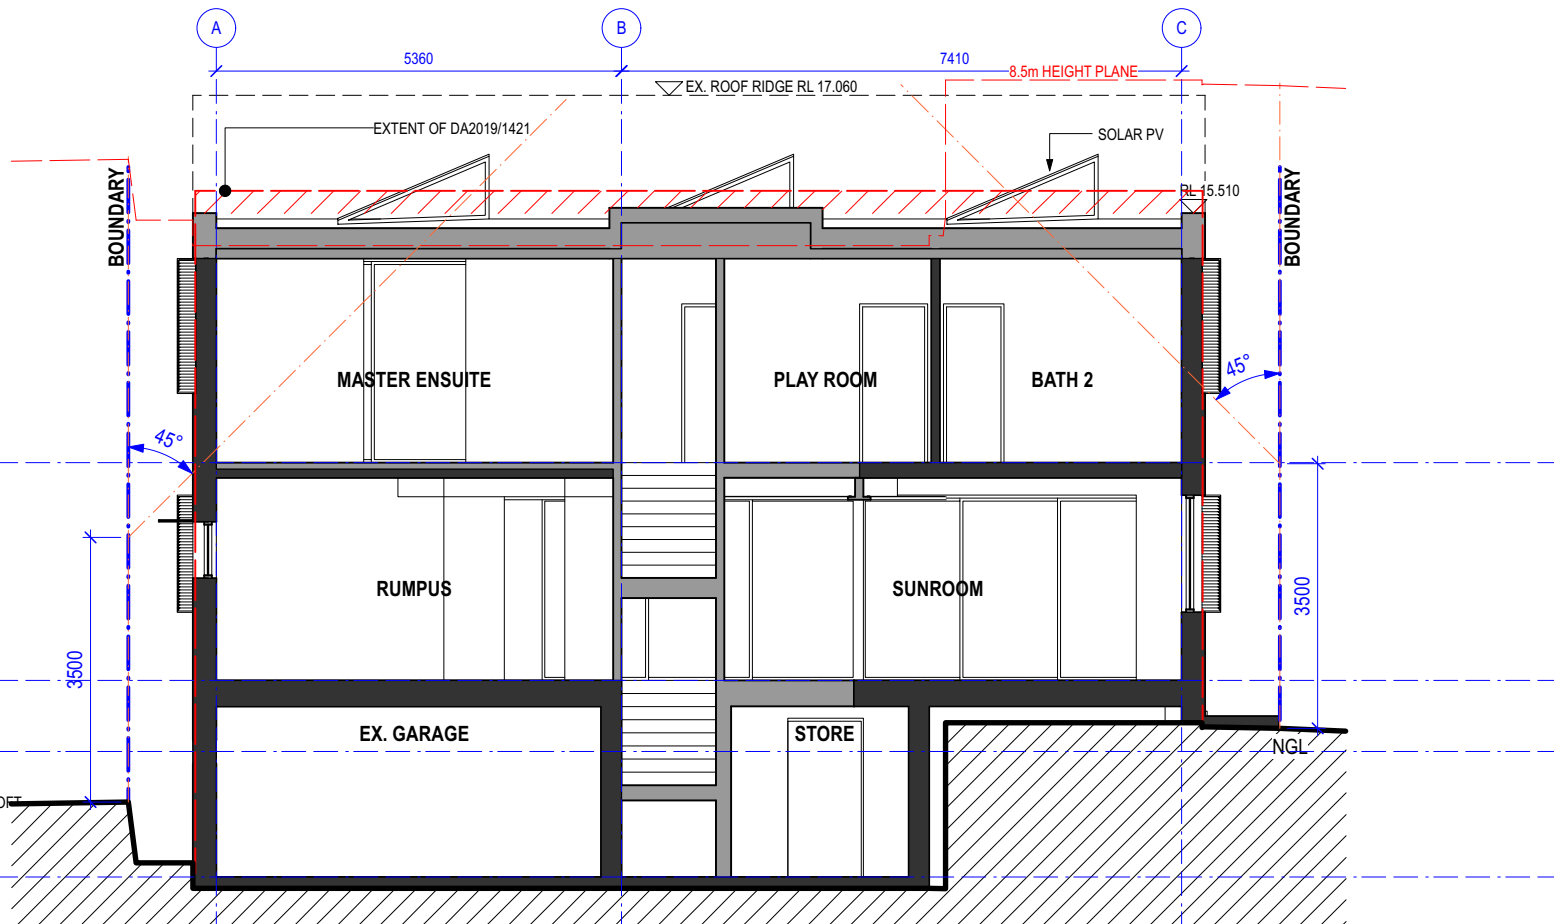 A
B
C
5360
7410
8.5m HEIGHT PLANE
EX. ROOF RIDGE RL 17.060
EXTENT OF DA2019/1421
SOLAR PV
RL 15.510
BOUNDARY
BOUNDARY
MASTER ENSUITE
PLAY ROOM
BATH 2
45°
45°
RUMPUS
SUNROOM
3500
3500
EX. GARAGE
STORE
NGL